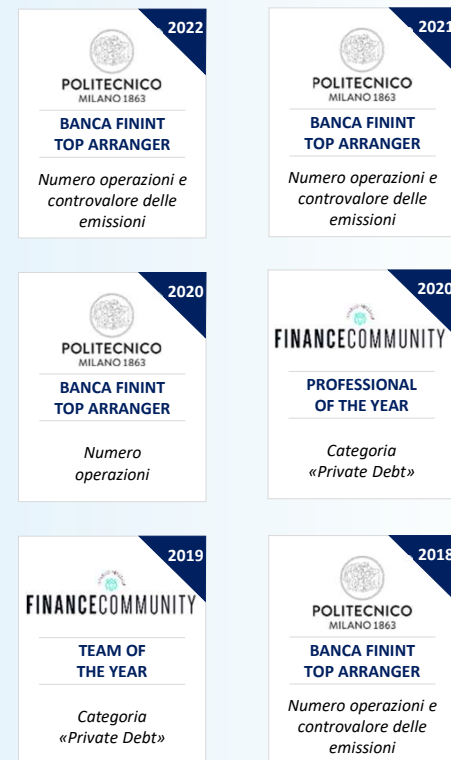 2022
POLITECNICO
MILANO 1863
BANCA FININT
TOP ARRANGER
Numero operazioni e
controvalore delle
emissioni
2021
POLITECNICO
MILANO 1863
BANCA FININT
TOP ARRANGER
Numero operazioni e
controvalore delle
emissioni
2020
POLITECNICO
MILANO 1863
BANCA FININT
TOP ARRANGER
Numero
operazioni
2020
FINANCECOMMUNITY
PROFESSIONAL
OF THE YEAR
Categoria
«Private Debt»
2019
FINANCECOMMUNITY
TEAM OF
THE YEAR
Categoria
«Private Debt»
2018
POLITECNICO
MILANO 1863
BANCA FININT
TOP ARRANGER
Numero operazioni e
controvalore delle
emissioni